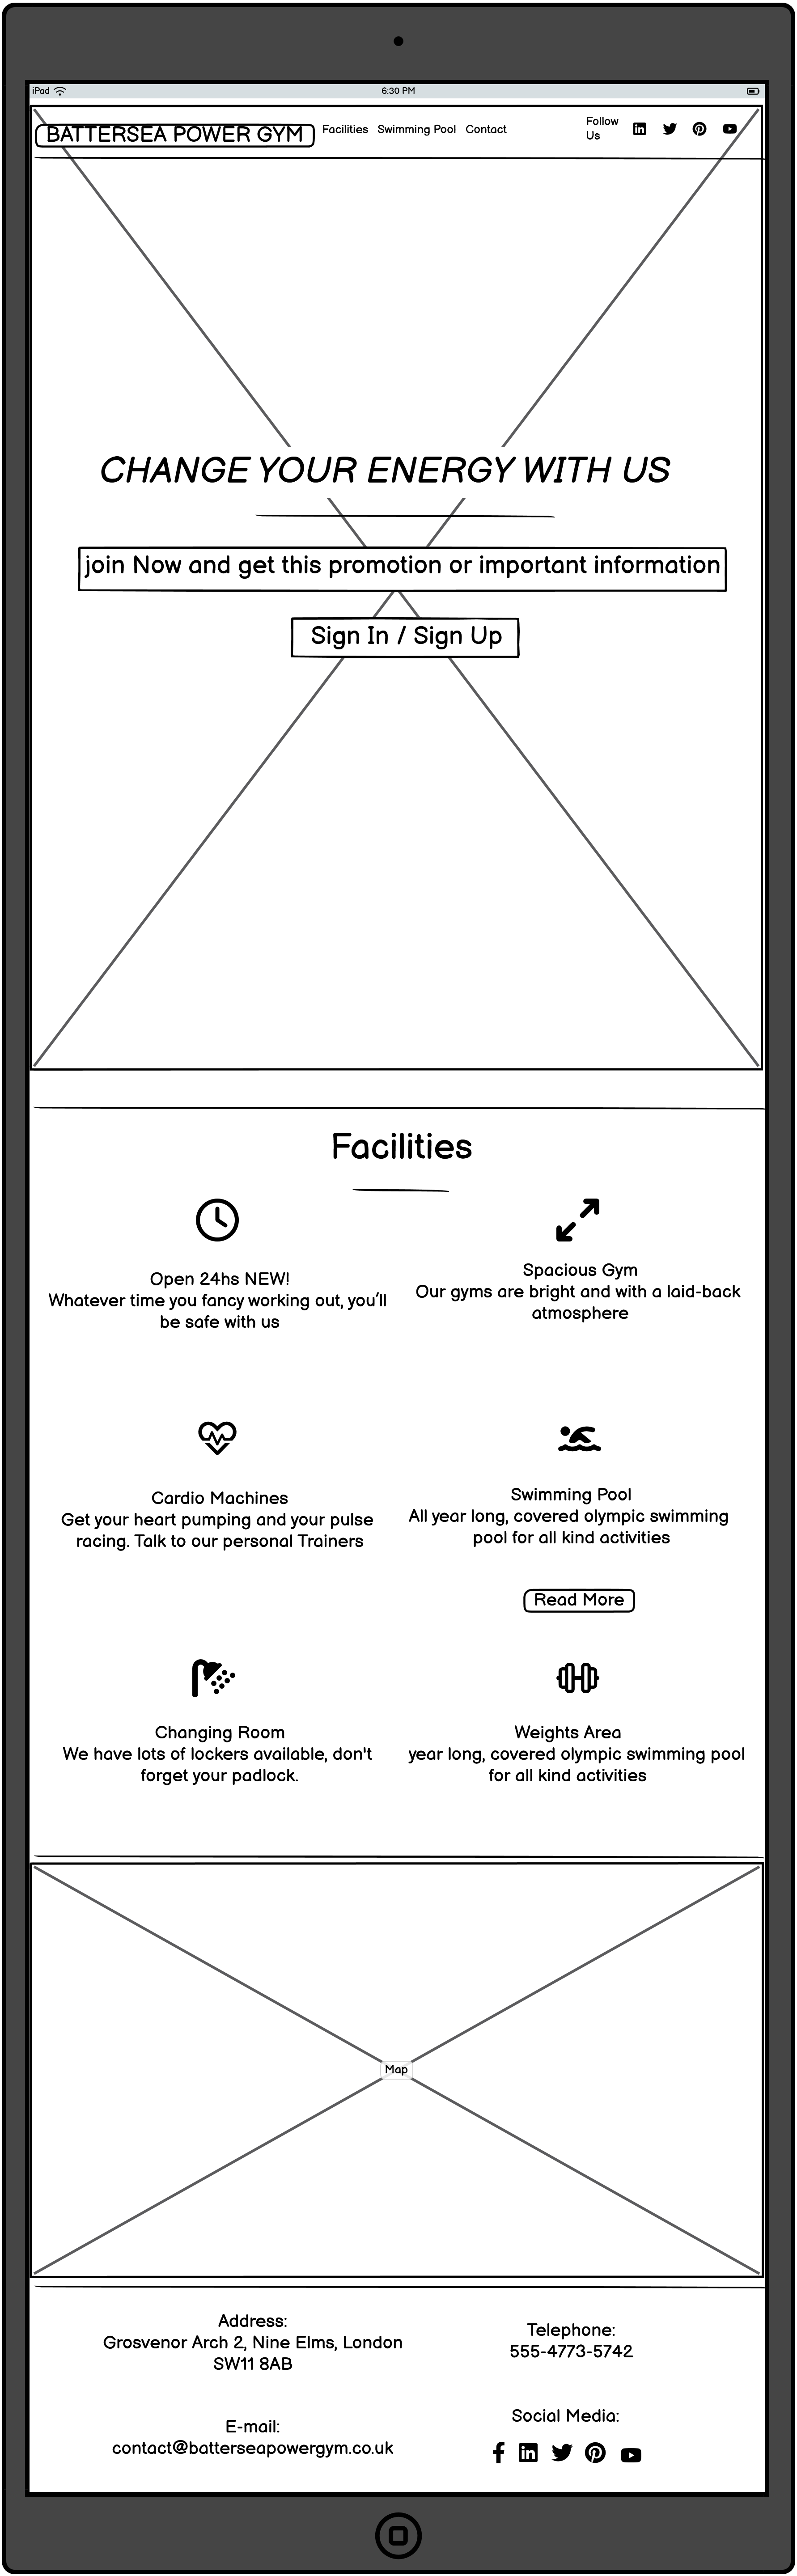 iPad 6:30 PM
BATTERSEA POWER GYM Facilities Swimming Pool Contact Follow
Us
CHANGE YOUR ENERGY WITH US
join Now and get this promotion or important information
Sign In / Sign Up
Facilities
Open 24hs NEW!
Whatever time you fancy working out, you'll
be safe with us
Spacious Gym
Our gyms are bright and with a laid-back
atmosphere
Cardio Machines
Get your heart pumping and your pulse
racing. Talk to our personal Trainers
Swimming Pool
All year long, covered olympic swimming
pool for all kind activities
Read More
Changing Room
We have lots of lockers available, don't
forget your padlock.
Weights Area
year long, covered olympic swimming pool
for all kind activities
Map
Address:
Grosvenor Arch 2, Nine Elms, London
SW11 8AB
Telephone:
555-4773-5742
E-mail:
contact@batterseapowergym.co.uk
Social Media: